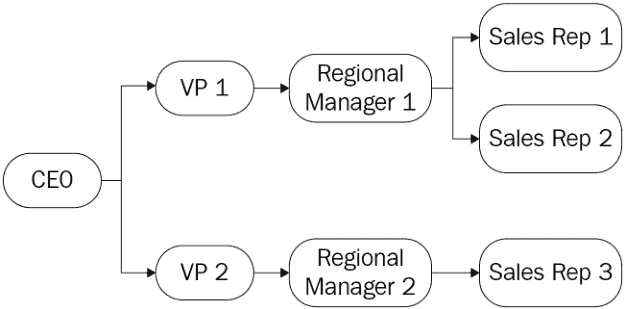 Sales Rep 1
VP 1
Regional
Manager 1
Sales Rep 2
CEO
VP 2
Regional
Manager 2
Sales Rep 3